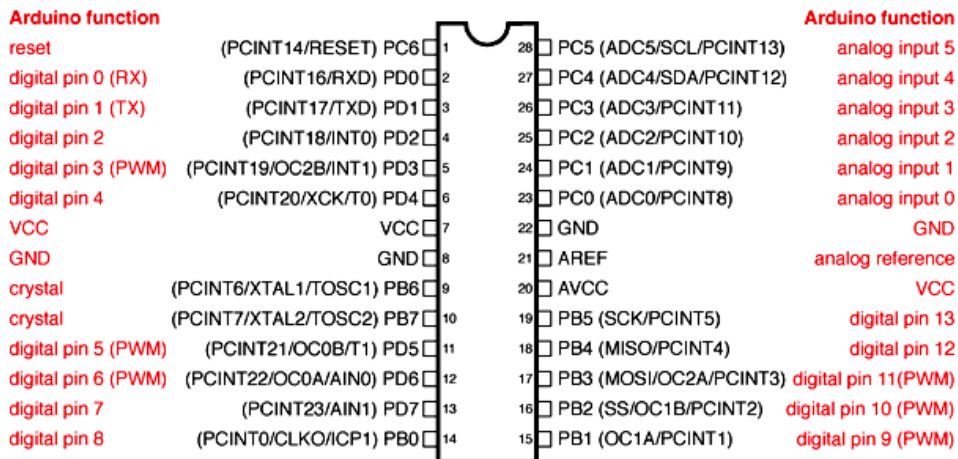 Arduino function Arduino function
reset (PCINT14/RESET) PC6 1 28 PC5 (ADC5/SCL/PCINT13) analog input 5
digital pin 0 (RX) (PCINT16/RXD) PD0 2 27 PC4 (ADC4/SDA/PCINT12) analog input 4
digital pin 1 (TX) (PCINT17/TXD) PD1 3 26 PC3 (ADC3/PCINT11) analog input 3
digital pin 2 (PCINT18/INT0) PD2 4 25 PC2 (ADC2/PCINT10) analog input 2
digital pin 3 (PWM) (PCINT19/OC2B/INT1) PD3 5 24 PC1 (ADC1/PCINT9) analog input 1
digital pin 4 (PCINT20/XCK/T0) PD4 6 23 PC0 (ADC0/PCINT8) analog input 0
VCC VCC 7 22 GND GND
GND GND 8 21 AREF analog reference
crystal (PCINT6/XTAL1/TOSC1) PB6 9 20 AVCC VCC
crystal (PCINT7/XTAL2/TOSC2) PB7 10 19 PB5 (SCK/PCINT5) digital pin 13
digital pin 5 (PWM) (PCINT21/OC0B/T1) PD5 11 18 PB4 (MISO/PCINT4) digital pin 12
digital pin 6 (PWM) (PCINT22/OC0A/AIN0) PD6 12 17 PB3 (MOSI/OC2A/PCINT3) digital pin 11(PWM)
digital pin 7 (PCINT23/AIN1) PD7 13 16 PB2 (SS/OC1B/PCINT2) digital pin 10 (PWM)
digital pin 8 (PCINT0/CLKO/ICP1) PB0 14 15 PB1 (OC1A/PCINT1) digital pin 9 (PWM)